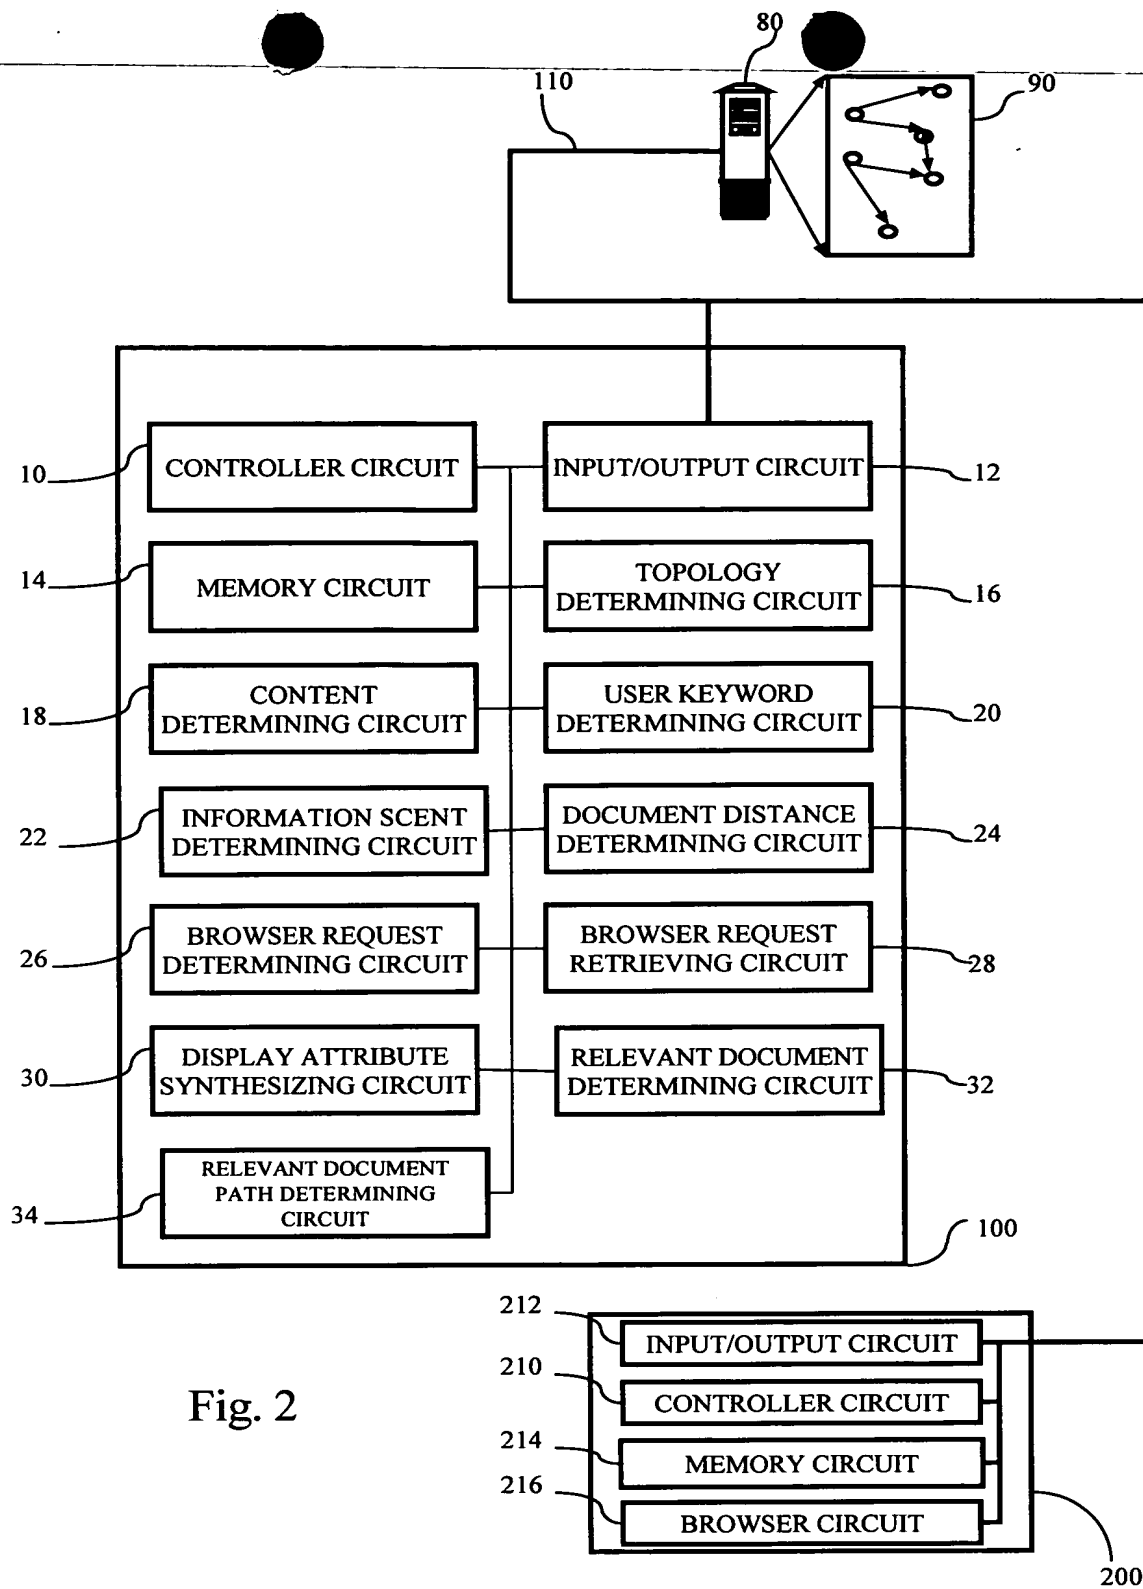 80
110
90
10
CONTROLLER CIRCUIT
INPUT/OUTPUT CIRCUIT
12
14
MEMORY CIRCUIT
TOPOLOGY
DETERMINING CIRCUIT
16
18
CONTENT
DETERMINING CIRCUIT
USER KEYWORD
DETERMINING CIRCUIT
20
22
INFORMATION SCENT
DETERMINING CIRCUIT
DOCUMENT DISTANCE
DETERMINING CIRCUIT
24
26
BROWSER REQUEST
DETERMINING CIRCUIT
BROWSER REQUEST
RETRIEVING CIRCUIT
28
30
DISPLAY ATTRIBUTE
SYNTHESIZING CIRCUIT
RELEVANT DOCUMENT
DETERMINING CIRCUIT
32
34
RELEVANT DOCUMENT
PATH DETERMINING
CIRCUIT
100
212
INPUT/OUTPUT CIRCUIT
210
CONTROLLER CIRCUIT
214
MEMORY CIRCUIT
216
BROWSER CIRCUIT
200
Fig. 2